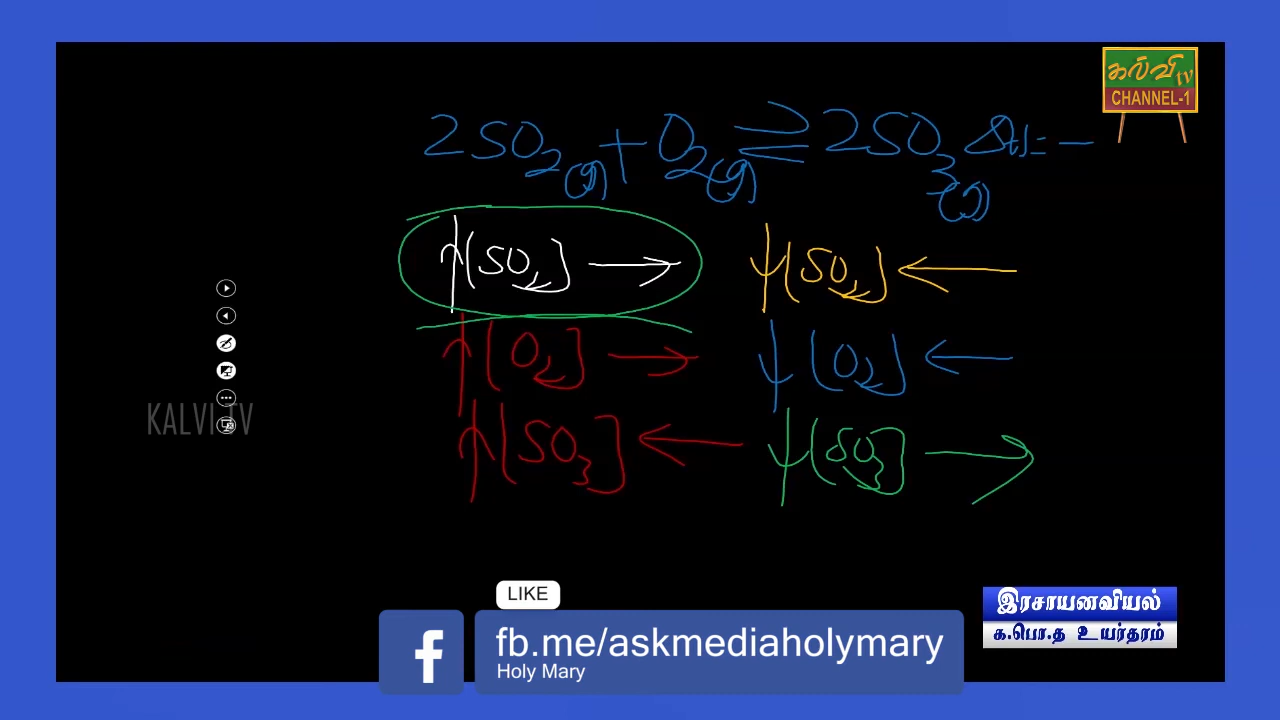 கல்வி TV
CHANNEL-1
2SO₂(g) + O₂(g) ⇌ 2SO₃(g) ΔH = −
↑[SO₂] → ↓[SO₂] ←
↑[O₂] → ↓[O₂] ←
↑[SO₃] ← ↓[SO₃] →
KALVI TV
LIKE
fb.me/askmediaholymary
Holy Mary
இரசாயனவியல்
க.பொ.த உயர்தரம்